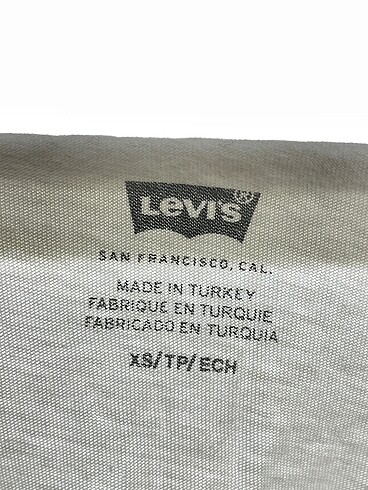 Levi's®
SAN FRANCISCO, CAL.
MADE IN TURKEY
FABRIQUE EN TURQUIE
FABRICADO EN TURQUIA
XS/TP/ECH